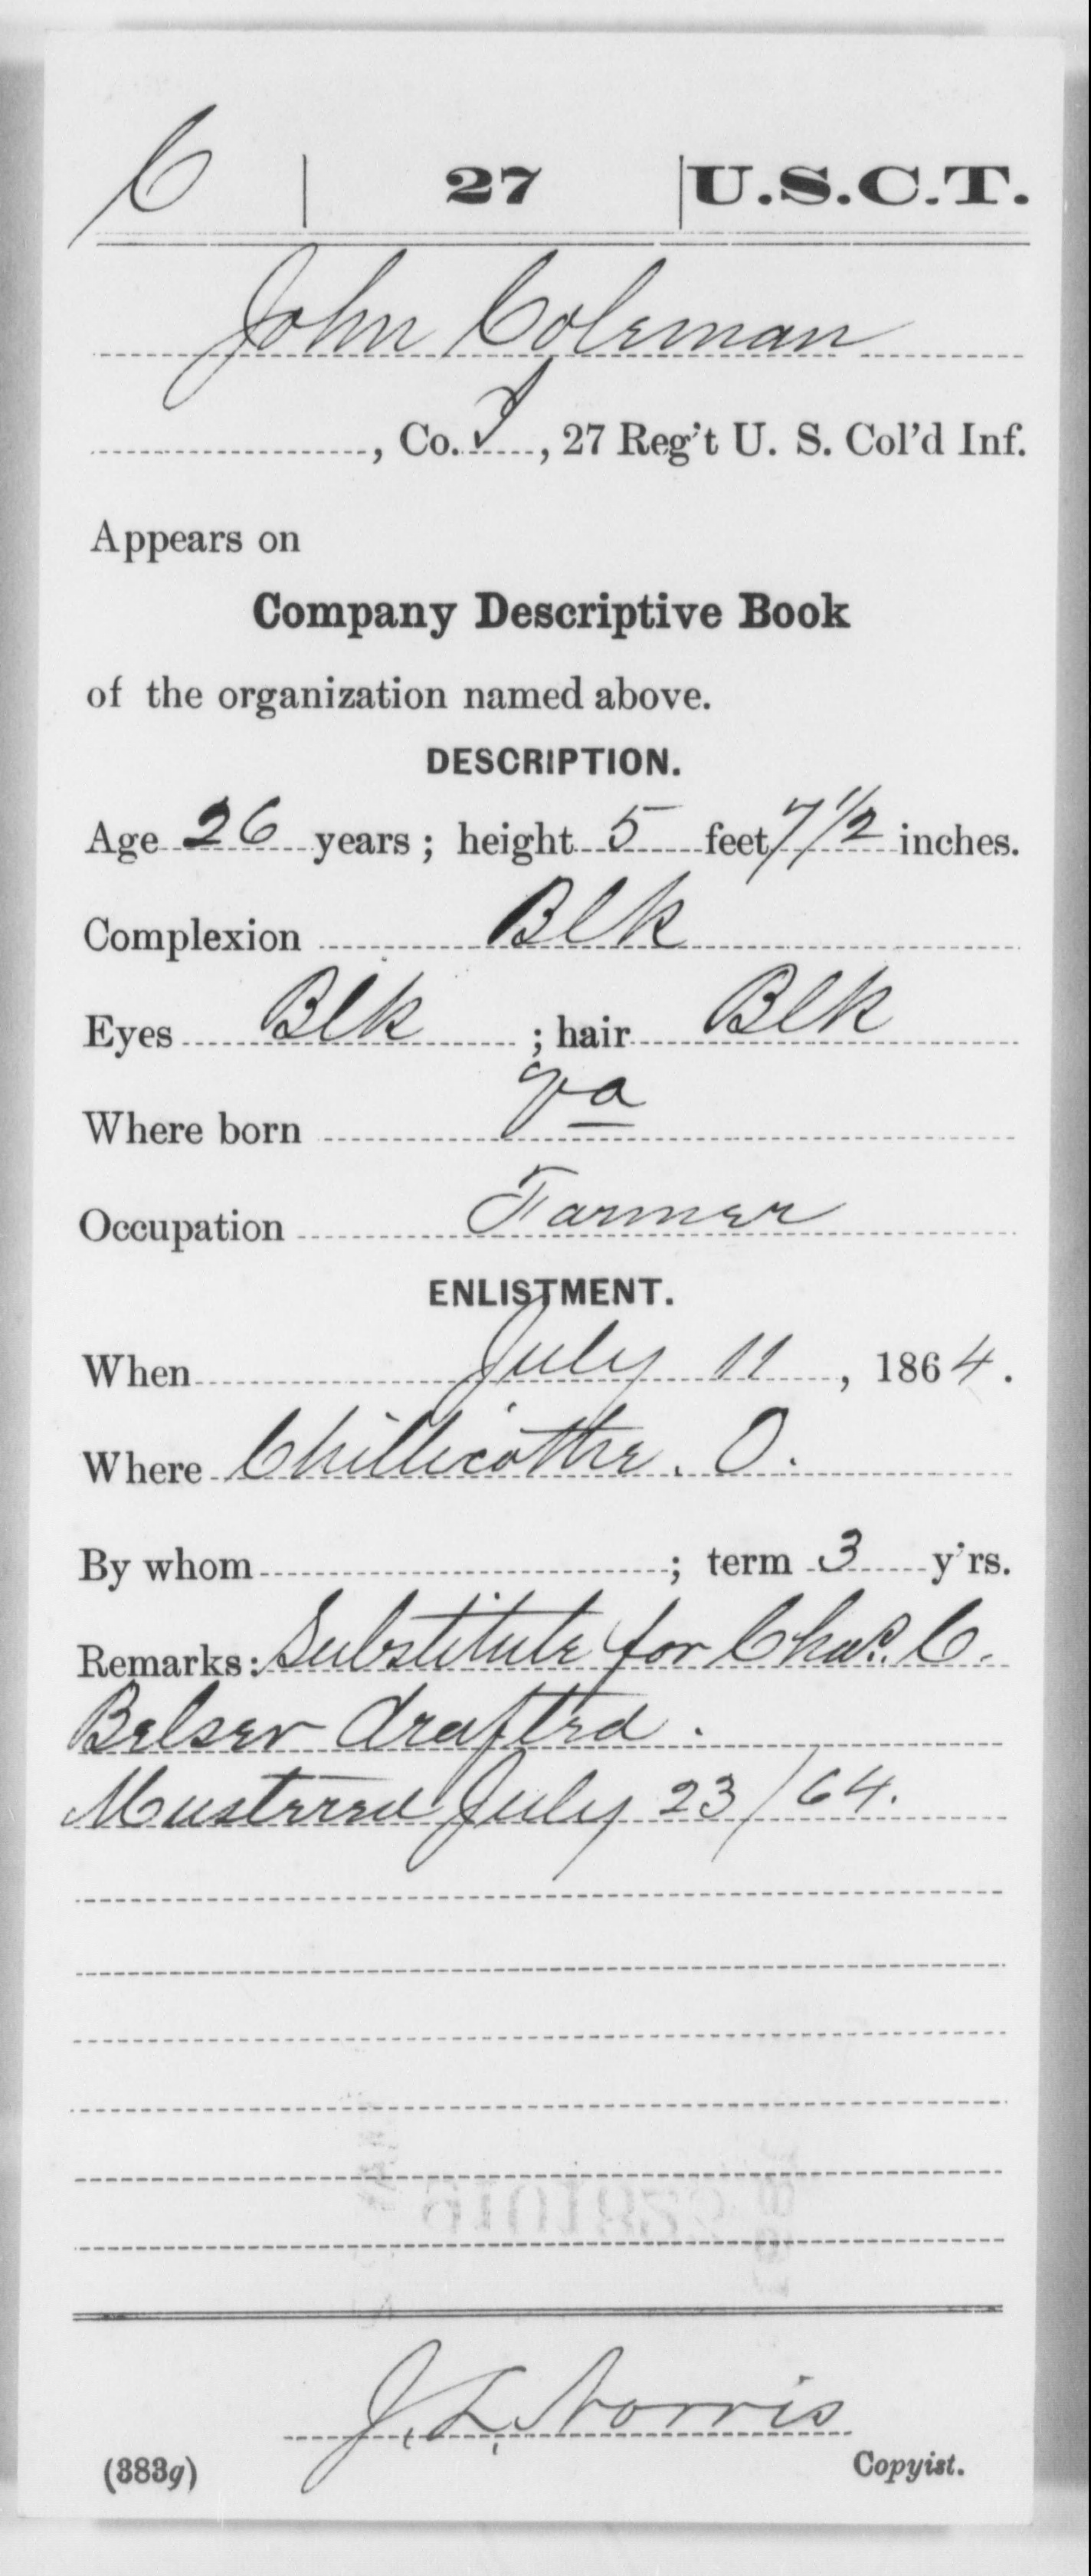 C | 27 | U.S.C.T.
John Coleman
, Co. I, 27 Reg't U. S. Col'd Inf.
Appears on
Company Descriptive Book
of the organization named above.
DESCRIPTION.
Age 26 years; height 5 feet 7 1/2 inches.
Complexion Blk
Eyes Blk ; hair Blk
Where born Va
Occupation Farmer
ENLISTMENT.
When July 11, 1864.
Where Chillicothe. O.
By whom ; term 3 y'rs.
Remarks: Substitute for Chas. C.
Belser drafted.
Mustered July 23/64.
J. L. Norris
(383g) Copyist.